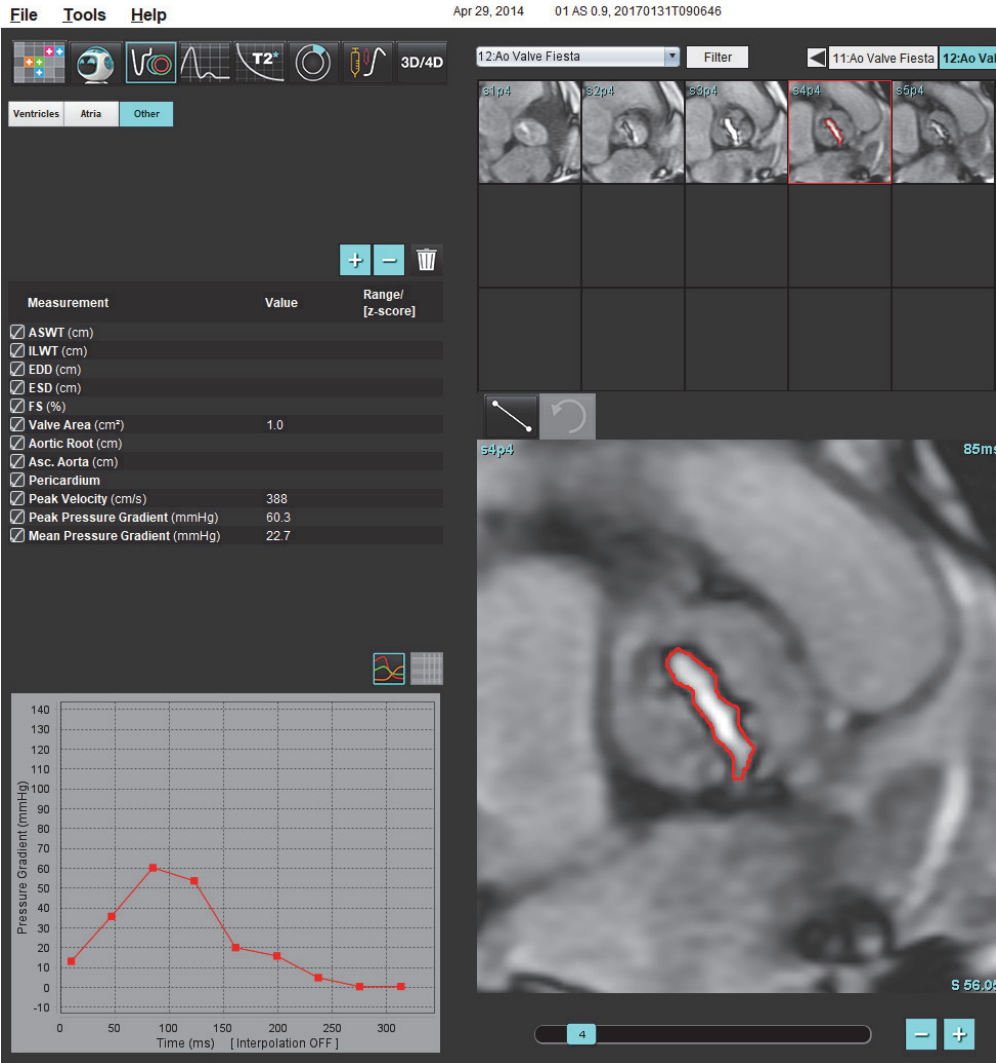 File Tools Help
Apr 29, 2014 01 AS 0.9, 20170131T090646
T2* 3D/4D
12:Ao Valve Fiesta Filter 11:Ao Valve Fiesta 12:Ao Val
Ventricles Atria Other
s1p4 s2p4 s3p4 s4p4 s5p4
+ −
Measurement Value Range/
[z-score]
ASWT (cm)
ILWT (cm)
EDD (cm)
ESD (cm)
FS (%)
Valve Area (cm²) 1.0
Aortic Root (cm)
Asc. Aorta (cm)
Pericardium
Peak Velocity (cm/s) 388
Peak Pressure Gradient (mmHg) 60.3
Mean Pressure Gradient (mmHg) 22.7
s4p4 85ms
Pressure Gradient (mmHg)
140
130
120
110
100
90
80
70
60
50
40
30
20
10
0
-10
0 50 100 150 200 250 300
Time (ms) [ Interpolation OFF ]
S 56.05
4 − +